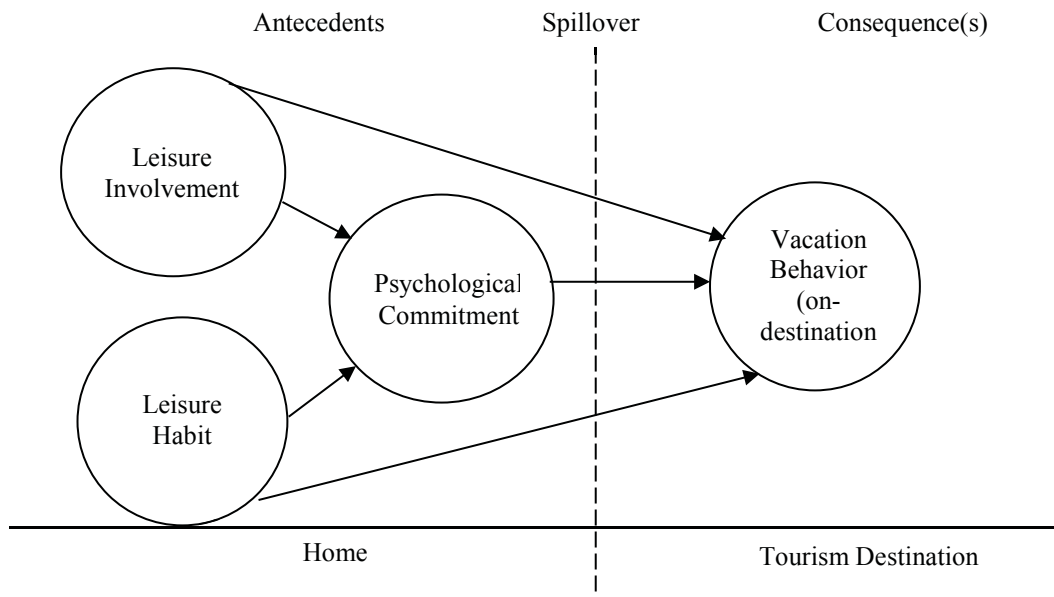 Antecedents
Spillover
Consequence(s)
Leisure
Involvement
Psychological
Commitment
Vacation
Behavior
(on-
destination
Leisure
Habit
Home
Tourism Destination